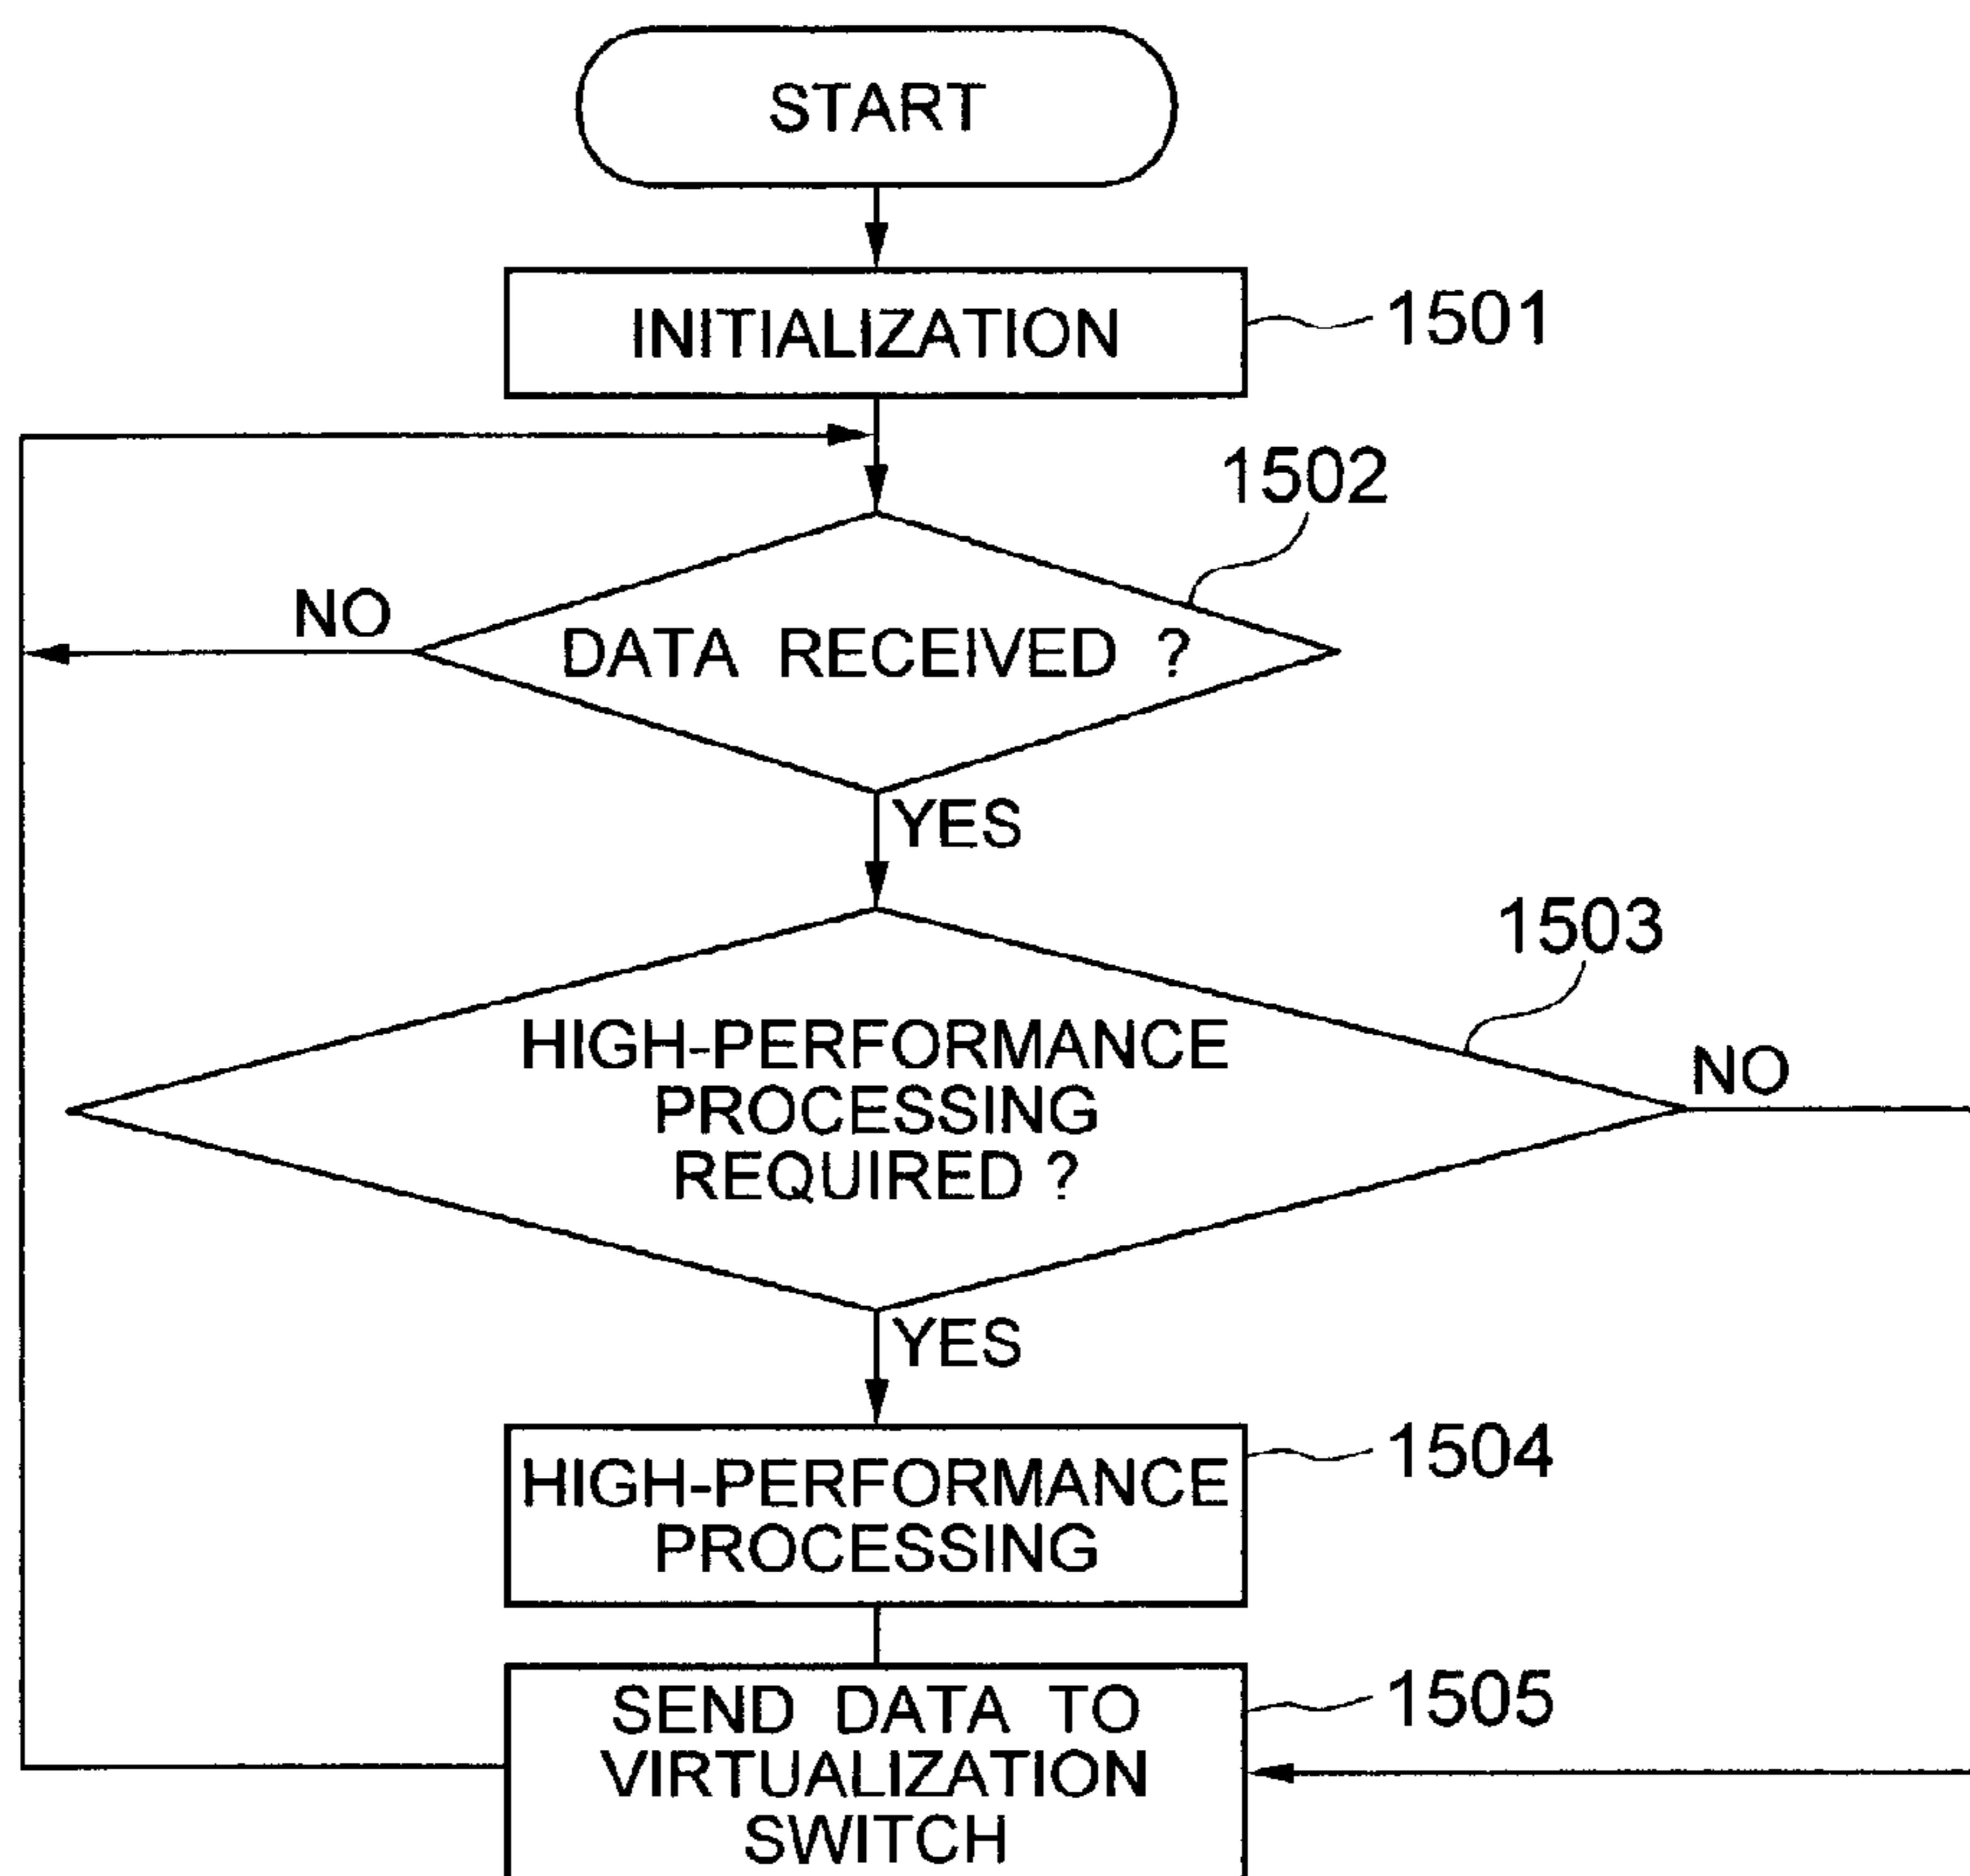 START
INITIALIZATION
1501
1502
NO
DATA RECEIVED ?
YES
1503
HIGH-PERFORMANCE
PROCESSING
REQUIRED ?
NO
YES
1504
HIGH-PERFORMANCE
PROCESSING
1505
SEND DATA TO
VIRTUALIZATION
SWITCH